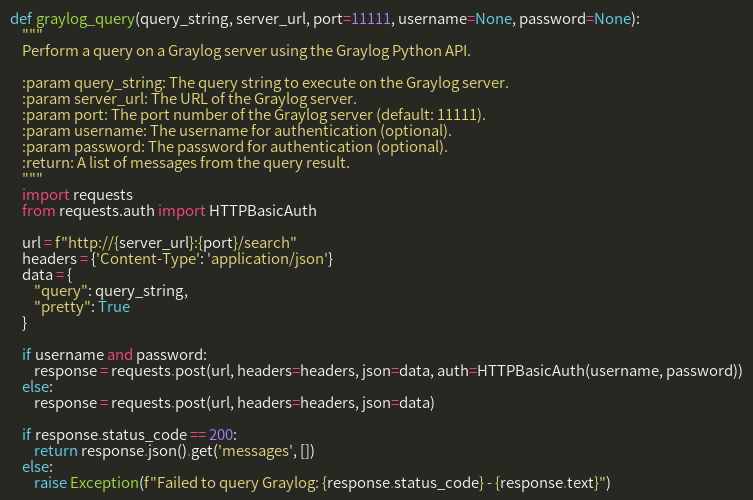 def graylog_query(query_string, server_url, port=11111, username=None, password=None):
    """
    Perform a query on a Graylog server using the Graylog Python API.

    :param query_string: The query string to execute on the Graylog server.
    :param server_url: The URL of the Graylog server.
    :param port: The port number of the Graylog server (default: 11111).
    :param username: The username for authentication (optional).
    :param password: The password for authentication (optional).
    :return: A list of messages from the query result.
    """
    import requests
    from requests.auth import HTTPBasicAuth

    url = f"http://{server_url}:{port}/search"
    headers = {'Content-Type': 'application/json'}
    data = {
        "query": query_string,
        "pretty": True
    }

    if username and password:
        response = requests.post(url, headers=headers, json=data, auth=HTTPBasicAuth(username, password))
    else:
        response = requests.post(url, headers=headers, json=data)

    if response.status_code == 200:
        return response.json().get('messages', [])
    else:
        raise Exception(f"Failed to query Graylog: {response.status_code} - {response.text}")